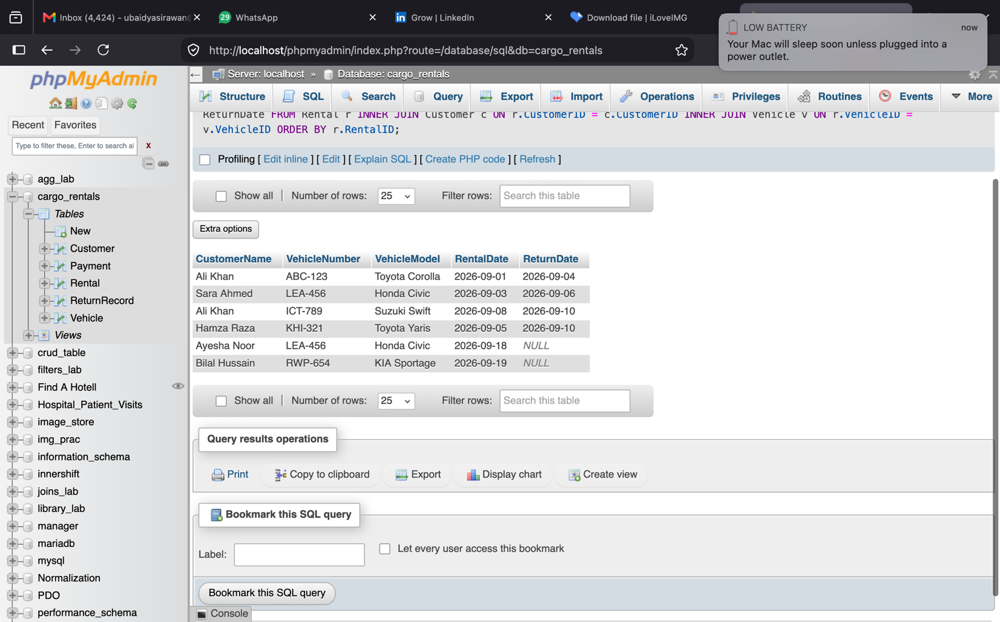 Inbox (4,424) - ubaidyasirawan@
29 WhatsApp
in Grow | LinkedIn
Download file | iLoveIMG
LOW BATTERY now
Your Mac will sleep soon unless plugged into a
power outlet.
http://localhost/phpmyadmin/index.php?route=/database/sql&db=cargo_rentals
phpMyAdmin
Recent Favorites
Type to filter these, Enter to search al X
agg_lab
cargo_rentals
Tables
New
Customer
Payment
Rental
ReturnRecord
Vehicle
Views
crud_table
filters_lab
Find A Hotell
Hospital_Patient_Visits
image_store
img_prac
information_schema
innershift
joins_lab
library_lab
manager
mariadb
mysql
Normalization
PDO
performance_schema
Server: localhost » Database: cargo_rentals
Structure SQL Search Query Export Import Operations Privileges Routines Events More
ReturnDate FROM Rental r INNER JOIN Customer c ON r.CustomerID = c.CustomerID INNER JOIN Vehicle v ON r.VehicleID =
v.VehicleID ORDER BY r.RentalID;
Profiling [ Edit inline ] [ Edit ] [ Explain SQL ] [ Create PHP code ] [ Refresh ]
Show all | Number of rows: 25 Filter rows: Search this table
Extra options
CustomerName VehicleNumber VehicleModel RentalDate ReturnDate
Ali Khan ABC-123 Toyota Corolla 2026-09-01 2026-09-04
Sara Ahmed LEA-456 Honda Civic 2026-09-03 2026-09-06
Ali Khan ICT-789 Suzuki Swift 2026-09-08 2026-09-10
Hamza Raza KHI-321 Toyota Yaris 2026-09-05 2026-09-10
Ayesha Noor LEA-456 Honda Civic 2026-09-18 NULL
Bilal Hussain RWP-654 KIA Sportage 2026-09-19 NULL
Show all | Number of rows: 25 Filter rows: Search this table
Query results operations
Print Copy to clipboard Export Display chart Create view
Bookmark this SQL query
Label: Let every user access this bookmark
Bookmark this SQL query
Console